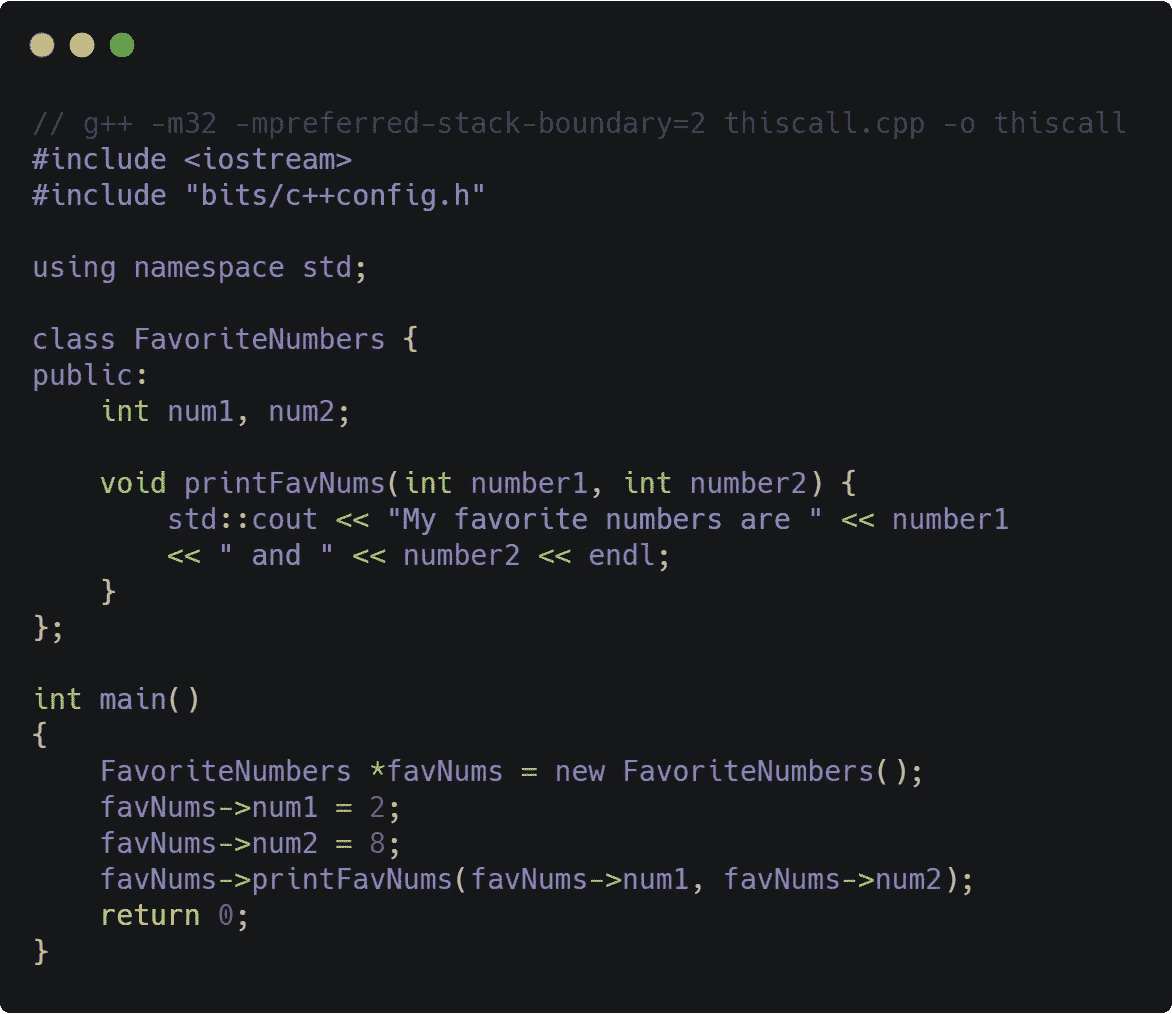 // g++ -m32 -mpreferred-stack-boundary=2 thiscall.cpp -o thiscall
#include <iostream>
#include "bits/c++config.h"
using namespace std;
class FavoriteNumbers {
public:
    int num1, num2;
    void printFavNums(int number1, int number2) {
        std::cout << "My favorite numbers are " << number1
        << " and " << number2 << endl;
    }
};
int main()
{
    FavoriteNumbers *favNums = new FavoriteNumbers();
    favNums->num1 = 2;
    favNums->num2 = 8;
    favNums->printFavNums(favNums->num1, favNums->num2);
    return 0;
}